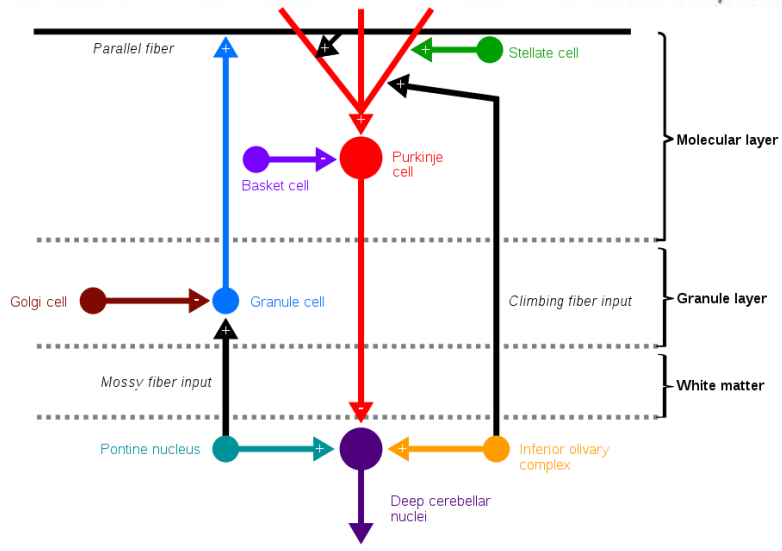 Parallel fiber
+
+
+
Stellate cell
+
+
Molecular layer
+
Purkinje
cell
-
Basket cell
Golgi cell
-
Granule cell
Climbing fiber input
Granule layer
+
Mossy fiber input
White matter
-
Pontine nucleus
+
+
Inferior olivary
complex
Deep cerebellar
nuclei